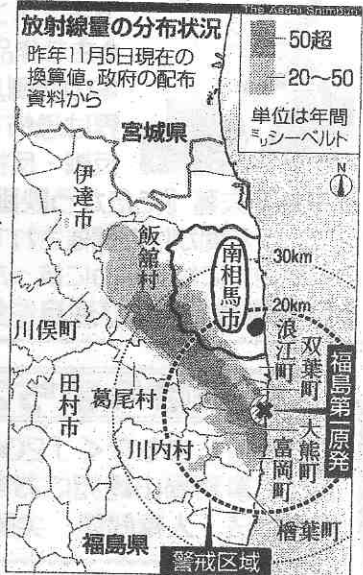 The Asahi Shimbun
放射線量の分布状況
昨年11月5日現在の
換算値。政府の配布
資料から
50超
20〜50
単位は年間
ミリシーベルト
N
宮城県
伊達市
飯舘村
南相馬市
30km
20km
川俣町
浪江町
双葉町
福島第一原発
田村市
葛尾村
大熊町
川内村
富岡町
楢葉町
福島県
警戒区域